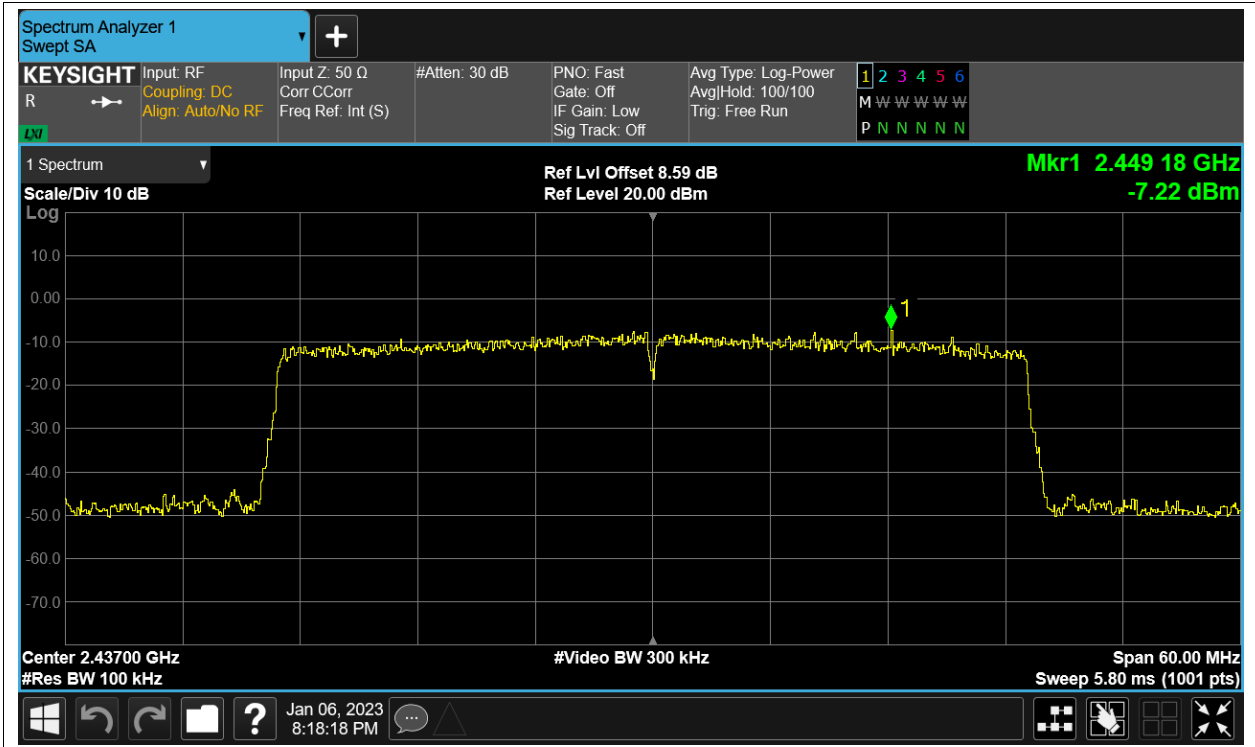 Spectrum Analyzer 1
Swept SA
+
KEYSIGHT
R
LXI
Input: RF
Coupling: DC
Align: Auto/No RF
Input Z: 50 Ω
Corr CCorr
Freq Ref: Int (S)
#Atten: 30 dB
PNO: Fast
Gate: Off
IF Gain: Low
Sig Track: Off
Avg Type: Log-Power
Avg|Hold: 100/100
Trig: Free Run
1 2 3 4 5 6
M W W W W W
P N N N N N
1 Spectrum
Scale/Div 10 dB
Log
Ref Lvl Offset 8.59 dB
Ref Level 20.00 dBm
Mkr1 2.449 18 GHz
-7.22 dBm
10.0
0.00
-10.0
-20.0
-30.0
-40.0
-50.0
-60.0
-70.0
1
Center 2.43700 GHz
#Res BW 100 kHz
#Video BW 300 kHz
Span 60.00 MHz
Sweep 5.80 ms (1001 pts)
?
Jan 06, 2023
8:18:18 PM